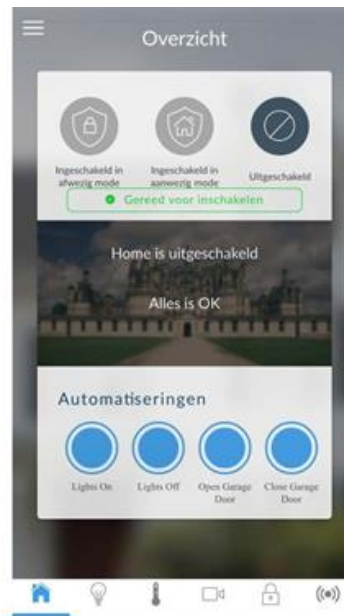 Overzicht
Ingeschakeld in afwezig mode
Ingeschakeld in aanwezig mode
Uitgeschakeld
Gereed voor inschakelen
Home is uitgeschakeld
Alles is OK
Automatiseringen
Lights On
Lights Off
Open Garage Door
Close Garage Door